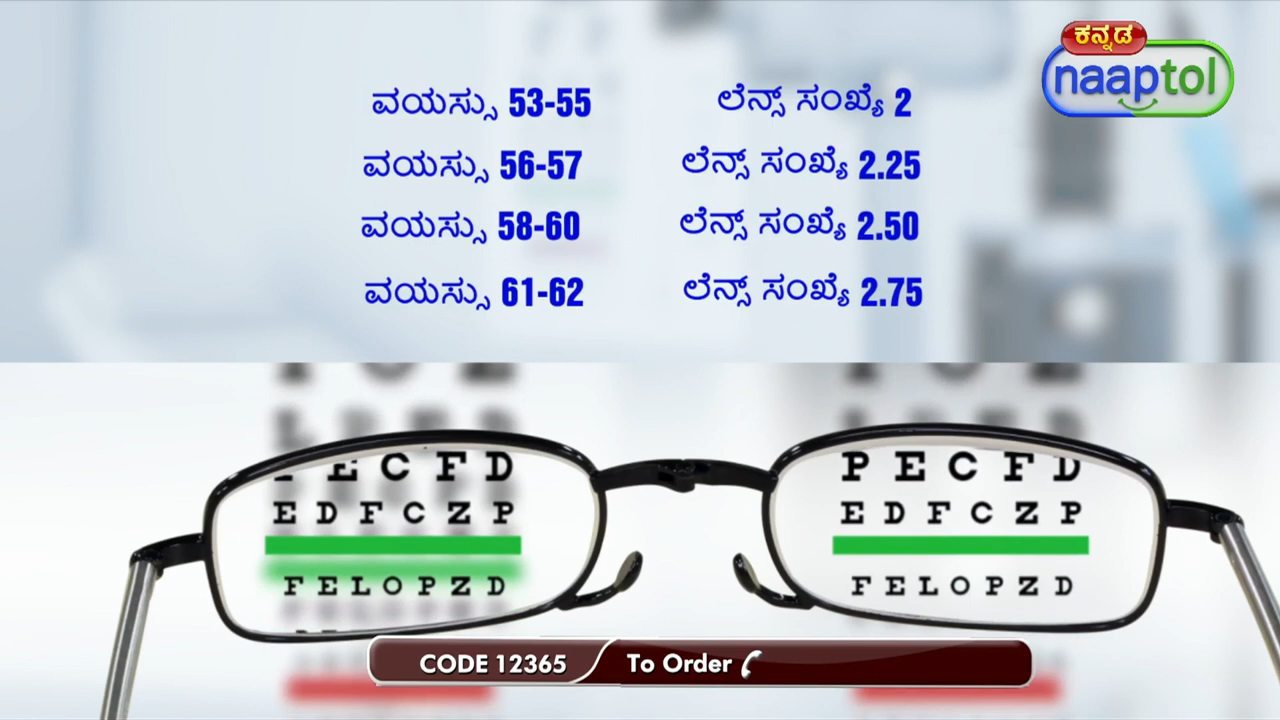 ಕನ್ನಡ
naaptol
ವಯಸ್ಸು 53-55 ಲೆನ್ಸ್ ಸಂಖ್ಯೆ 2
ವಯಸ್ಸು 56-57 ಲೆನ್ಸ್ ಸಂಖ್ಯೆ 2.25
ವಯಸ್ಸು 58-60 ಲೆನ್ಸ್ ಸಂಖ್ಯೆ 2.50
ವಯಸ್ಸು 61-62 ಲೆನ್ಸ್ ಸಂಖ್ಯೆ 2.75
P E C F D P E C F D
E D F C Z P E D F C Z P
F E L O P Z D F E L O P Z D
CODE 12365 To Order